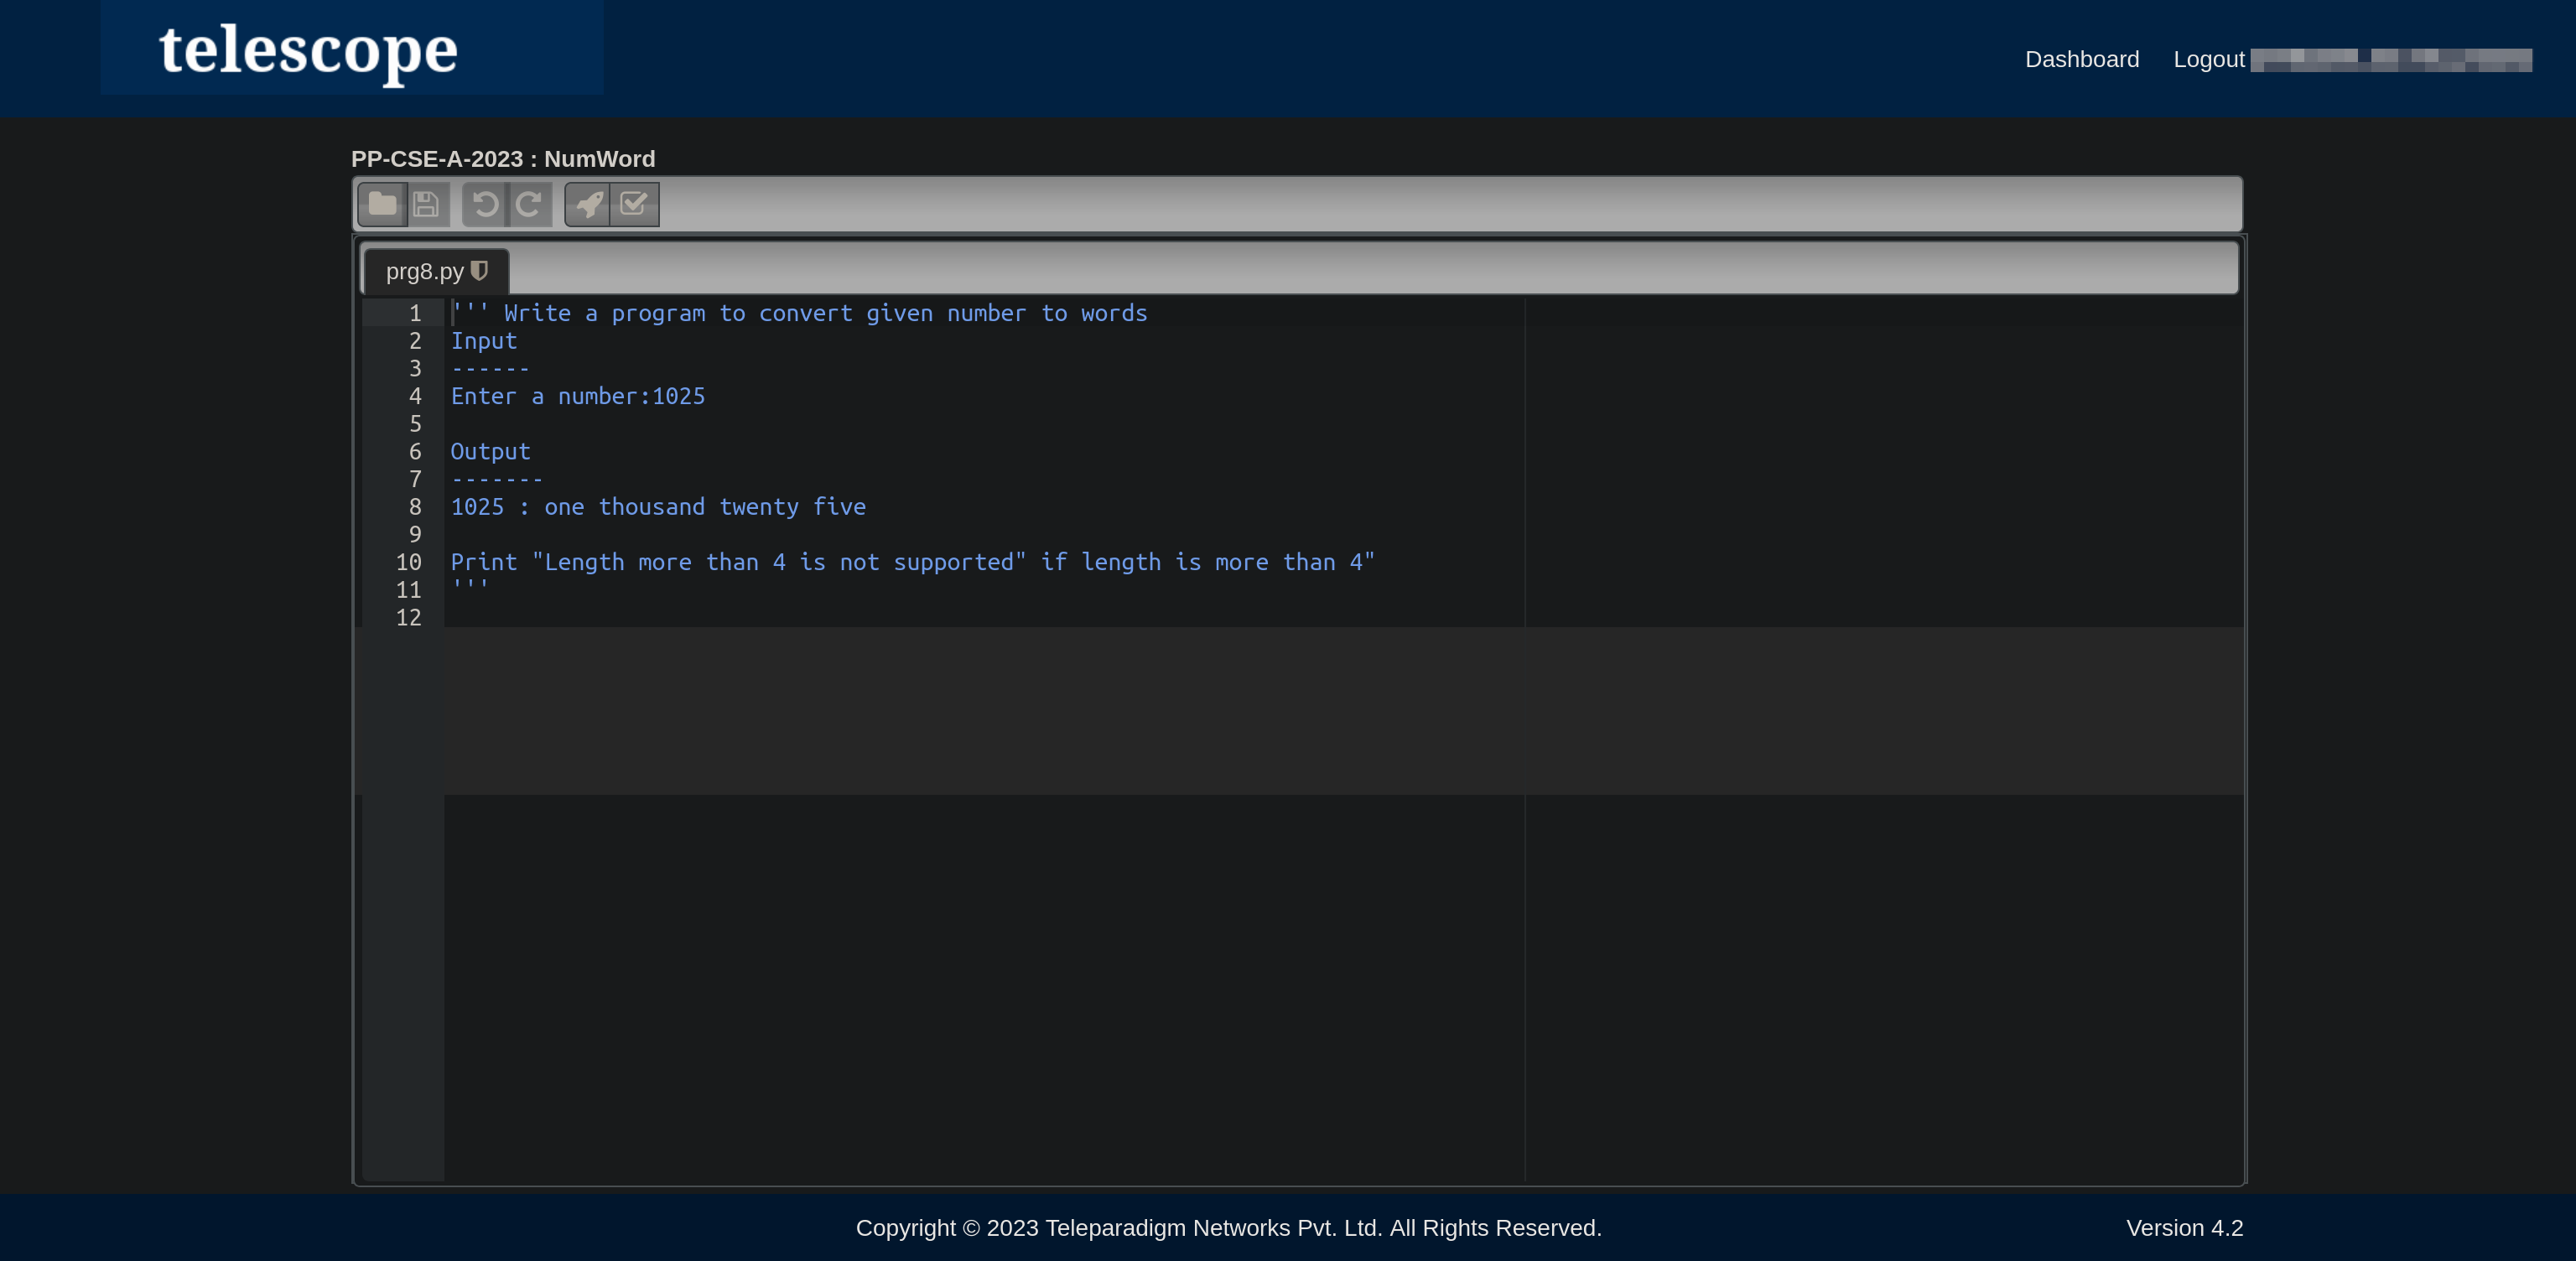 telescope
Dashboard Logout
PP-CSE-A-2023 : NumWord
prg8.py
1 ''' Write a program to convert given number to words
2 Input
3 ------
4 Enter a number:1025
5
6 Output
7 -------
8 1025 : one thousand twenty five
9
10 Print "Length more than 4 is not supported" if length is more than 4"
11 '''
12
Copyright © 2023 Teleparadigm Networks Pvt. Ltd. All Rights Reserved. Version 4.2